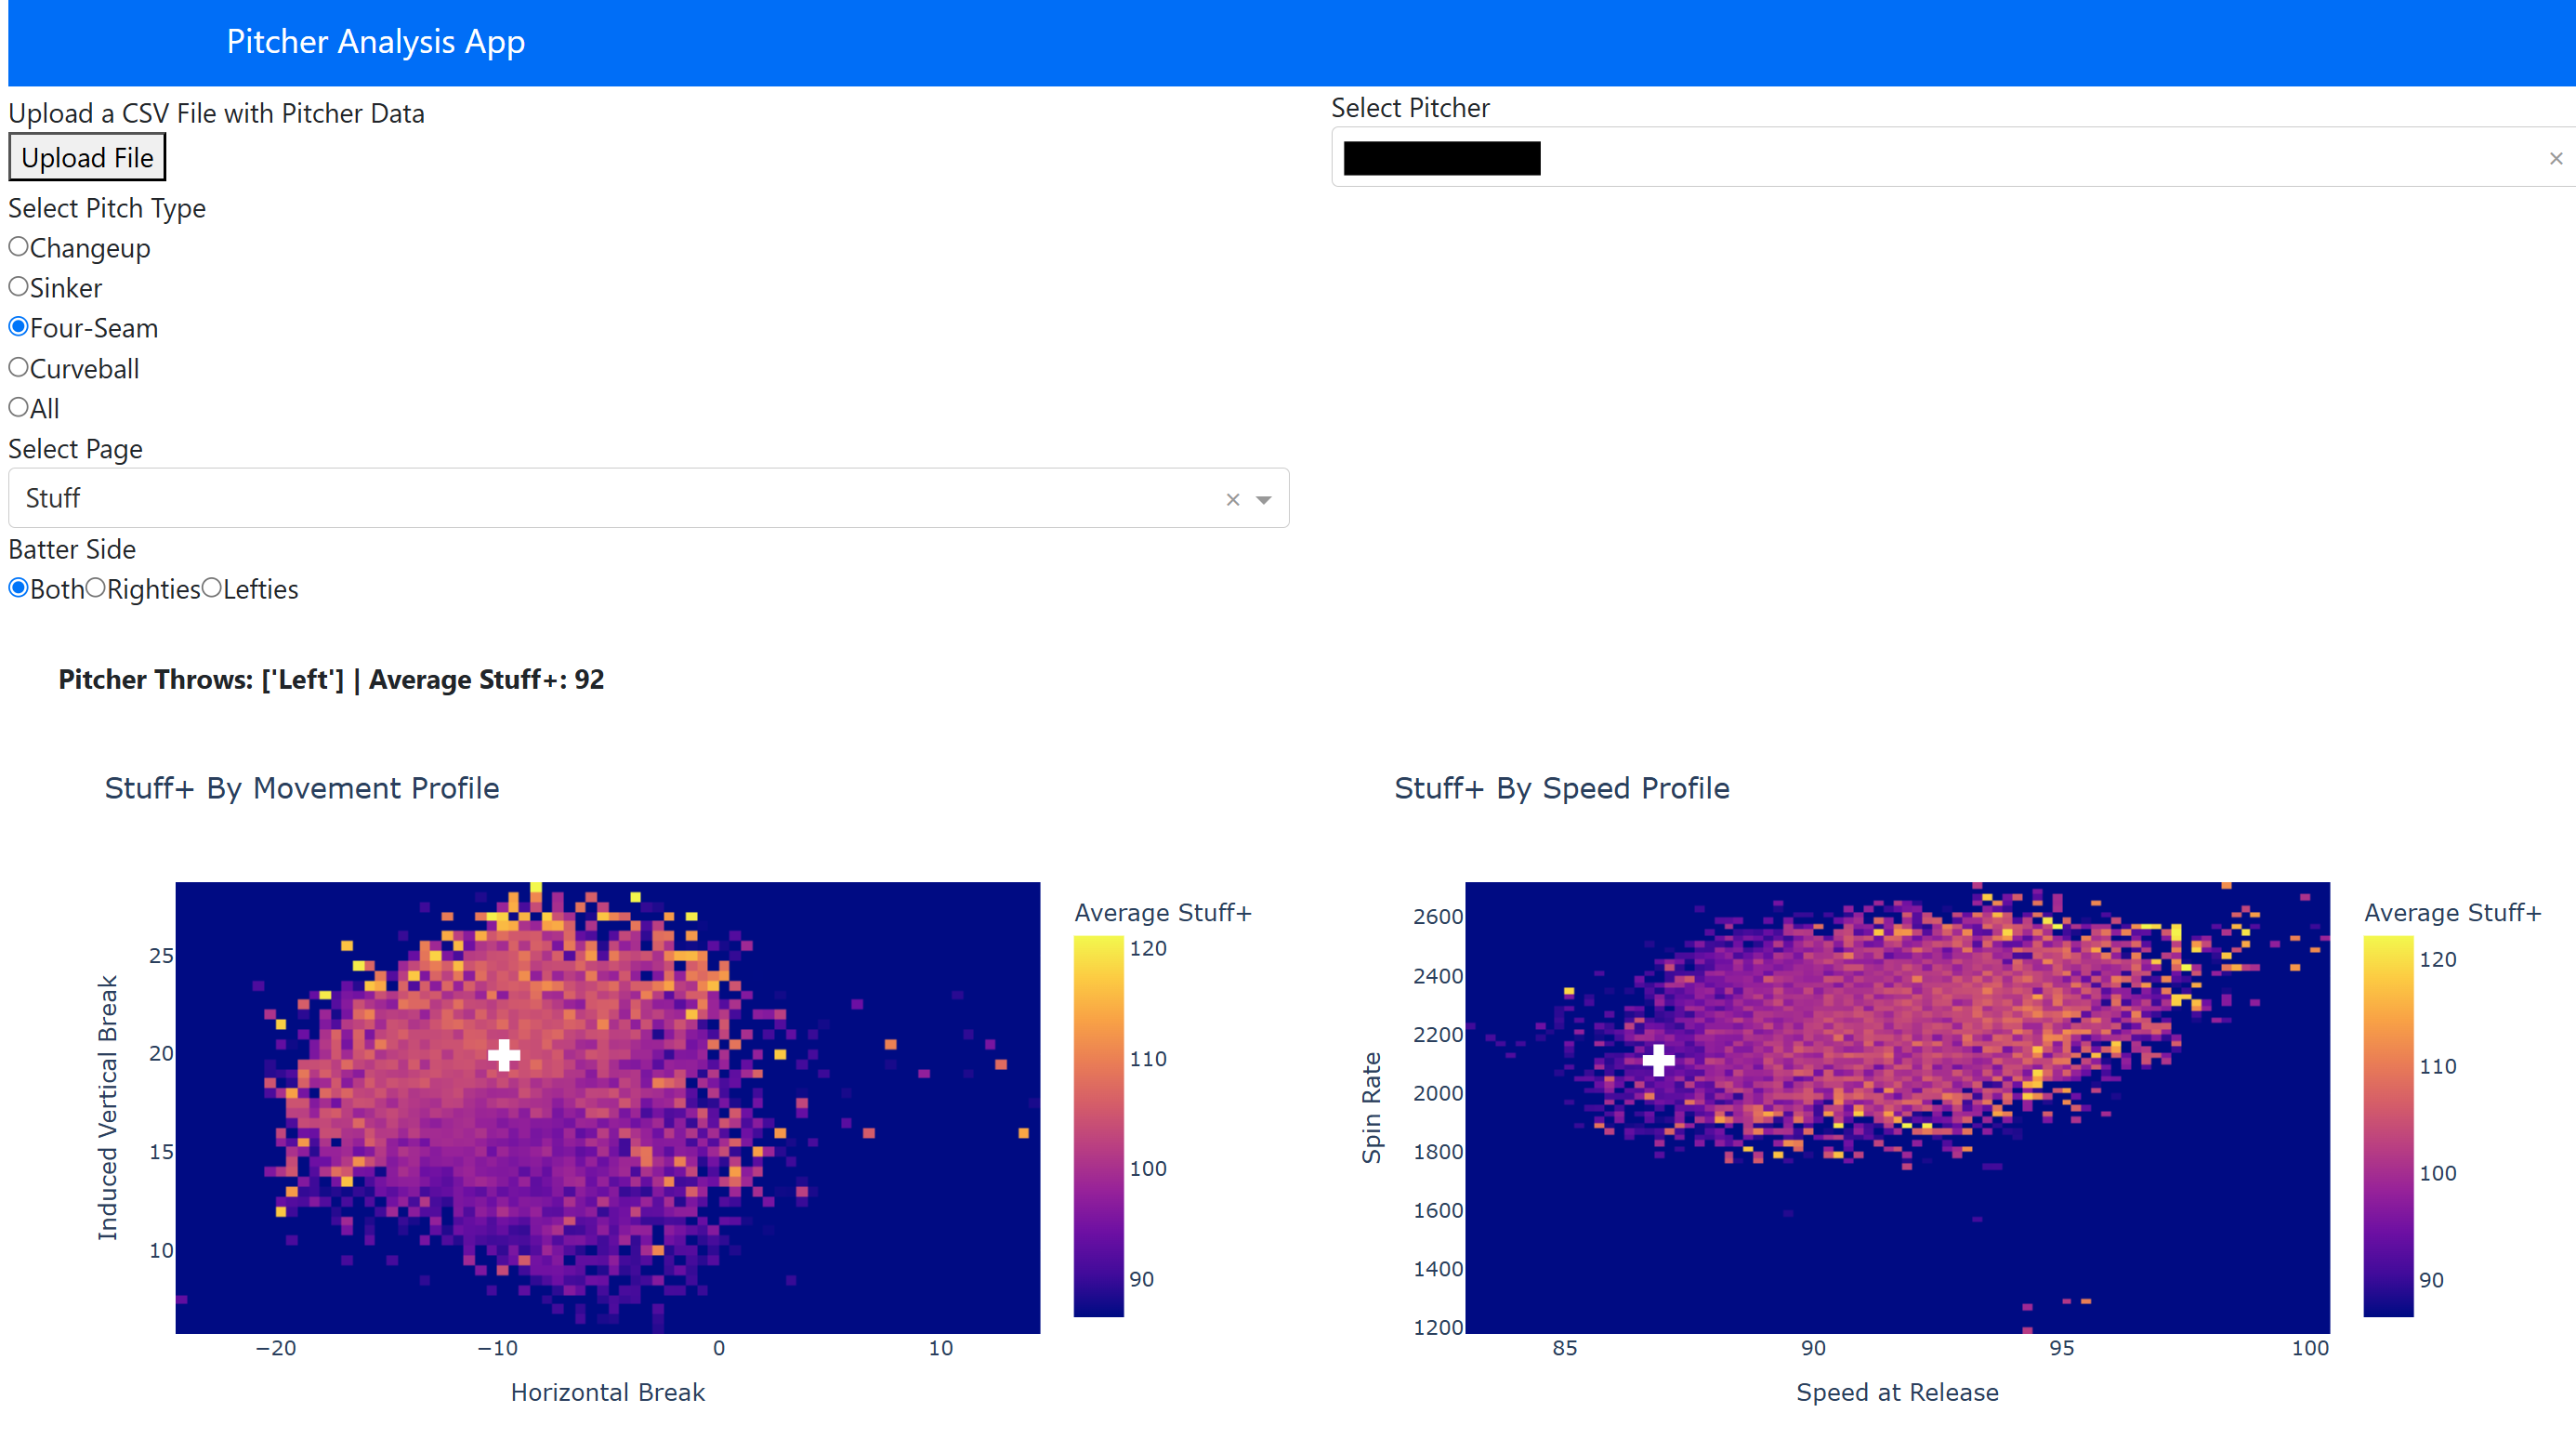 Pitcher Analysis App
Upload a CSV File with Pitcher Data
Upload File
Select Pitcher
×
Select Pitch Type
Changeup
Sinker
Four-Seam
Curveball
All
Select Page
Stuff ×
Batter Side
Both Righties Lefties
Pitcher Throws: ['Left'] | Average Stuff+: 92
Stuff+ By Movement Profile
Induced Vertical Break
25
20
15
10
−20 −10 0 10
Horizontal Break
Average Stuff+
120
110
100
90
Stuff+ By Speed Profile
Spin Rate
2600
2400
2200
2000
1800
1600
1400
1200
85 90 95 100
Speed at Release
Average Stuff+
120
110
100
90